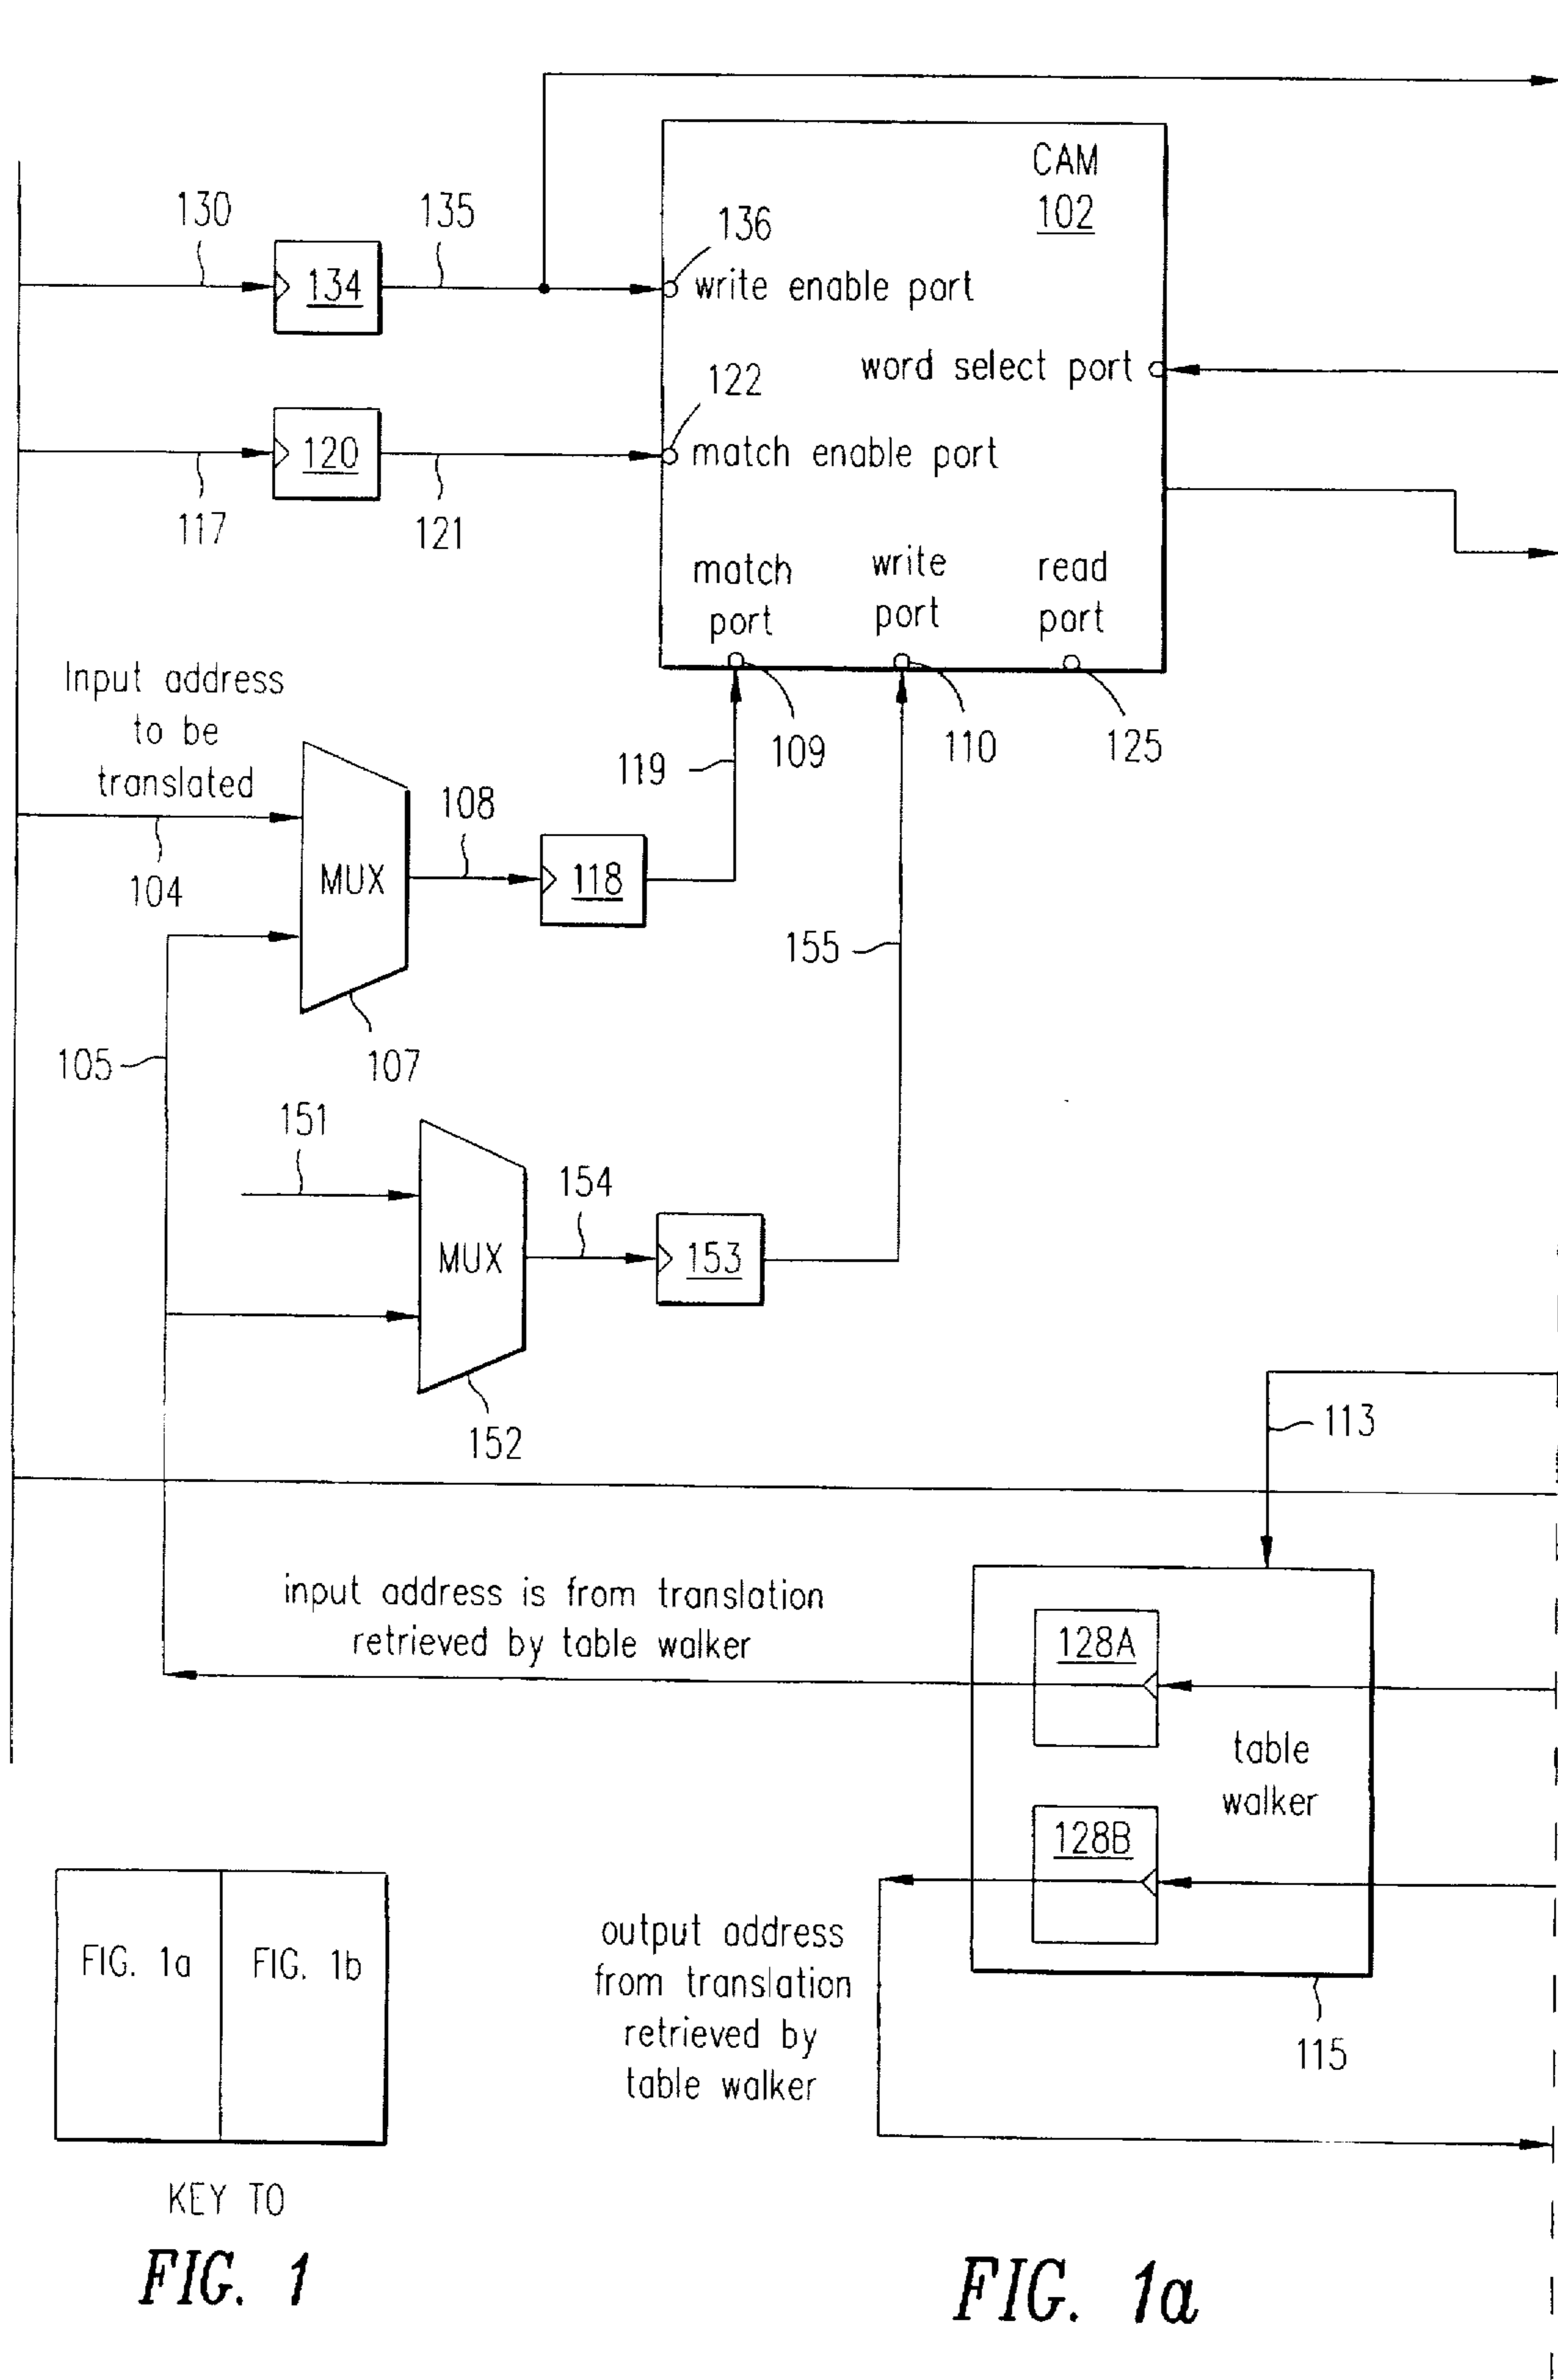 CAM
102
130
135
136
134
write enable port
word select port
122
120
match enable port
117
121
match
port
write
port
read
port
Input address
to be
translated
109
110
125
119
108
104
MUX
118
155
105
107
151
154
MUX
153
152
113
input address is from translation
retrieved by table walker
128A
table
walker
128B
output address
from translation
retrieved by
table walker
115
FIG. 1a
FIG. 1b
KEY TO
FIG. 1
FIG. 1a